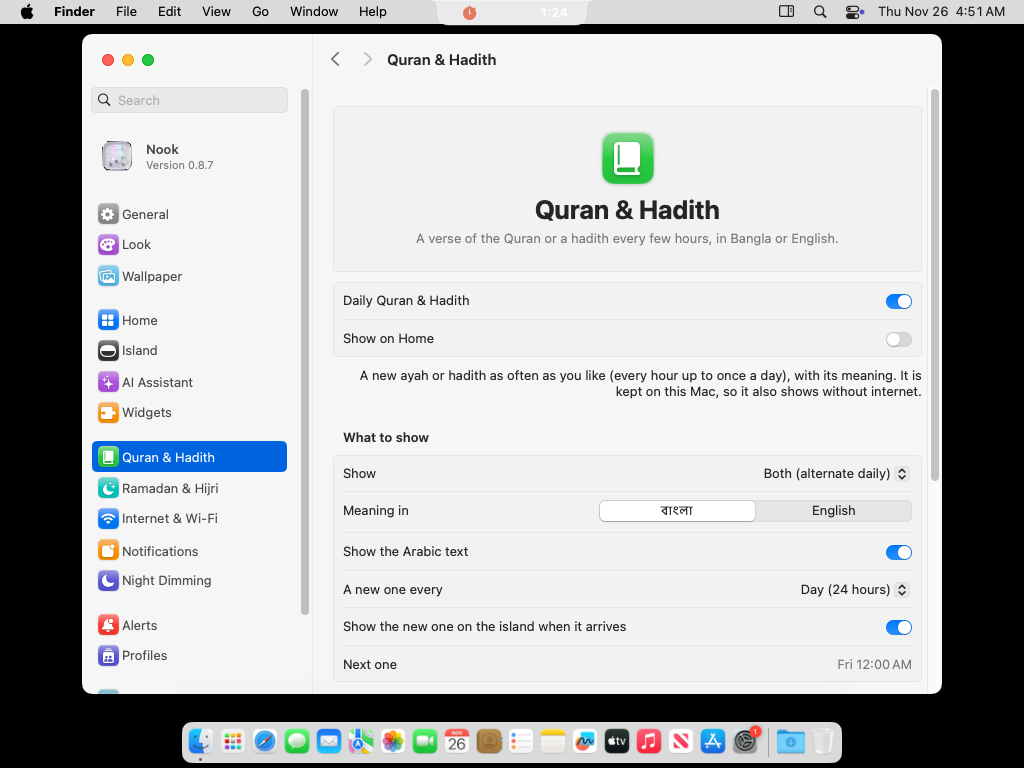 Finder File Edit View Go Window Help 1:24 Thu Nov 26 4:51 AM
Quran & Hadith
Search
Nook
Version 0.8.7
General
Look
Wallpaper
Home
Island
AI Assistant
Widgets
Quran & Hadith
Ramadan & Hijri
Internet & Wi-Fi
Notifications
Night Dimming
Alerts
Profiles
Quran & Hadith
A verse of the Quran or a hadith every few hours, in Bangla or English.
Daily Quran & Hadith
Show on Home
A new ayah or hadith as often as you like (every hour up to once a day), with its meaning. It is
kept on this Mac, so it also shows without internet.
What to show
Show Both (alternate daily)
Meaning in বাংলা English
Show the Arabic text
A new one every Day (24 hours)
Show the new one on the island when it arrives
Next one Fri 12:00 AM
NOV
26
tv
1